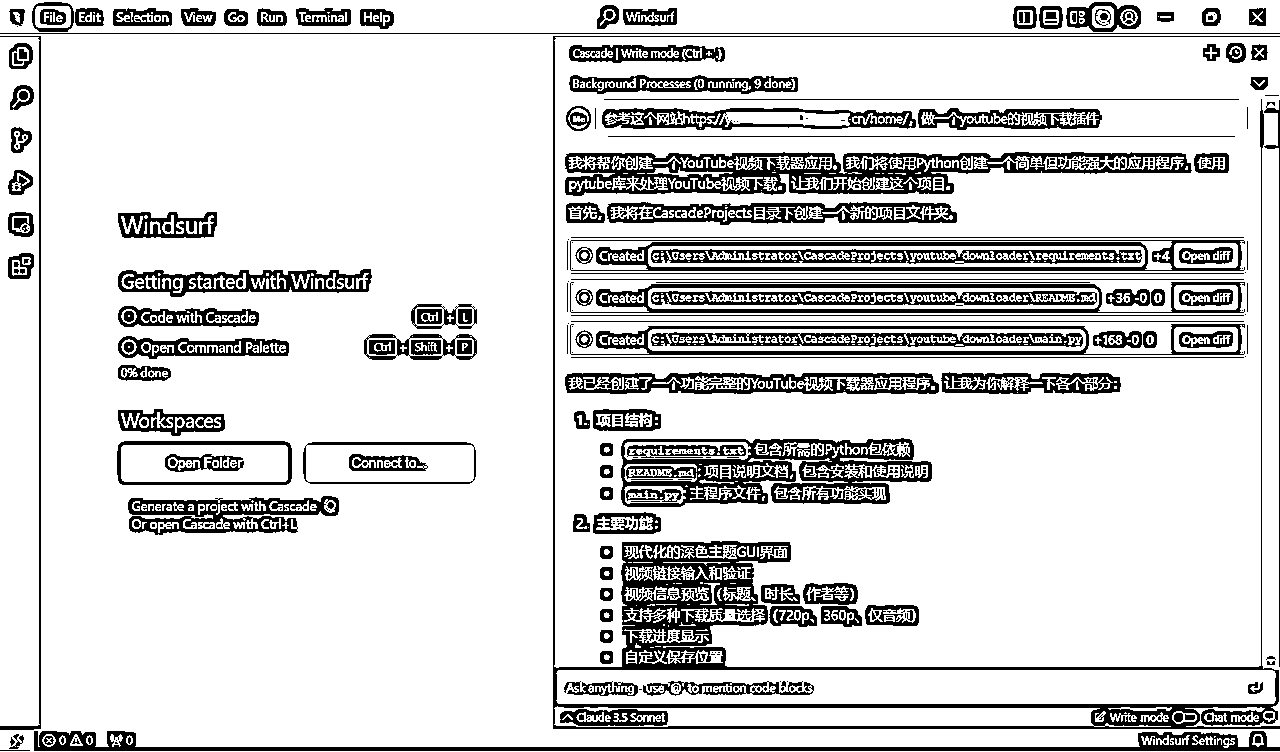 File Edit Selection View Go Run Terminal Help
Windsurf
Windsurf
Getting started with Windsurf
Code with Cascade Ctrl + L
Open Command Palette Ctrl + Shift + P
0% done
Workspaces
Open Folder Connect to...
Generate a project with Cascade
Or open Cascade with Ctrl+L
Cascade | Write mode (Ctrl + .)
Background Processes (0 running, 9 done)
Me
参考这个网站https://y cn/home/，做一个youtube的视频下载插件
我将帮你创建一个YouTube视频下载器应用。我们将使用Python创建一个简单但功能强大的应用程序，使用
pytube库来处理YouTube视频下载。让我们开始创建这个项目。
首先，我将在CascadeProjects目录下创建一个新的项目文件夹。
Created c:\Users\Administrator\CascadeProjects\youtube_downloader\requirements.txt +4 Open diff
Created c:\Users\Administrator\CascadeProjects\youtube_downloader\README.md +36 -0 0 Open diff
Created c:\Users\Administrator\CascadeProjects\youtube_downloader\main.py +168 -0 0 Open diff
我已经创建了一个功能完整的YouTube视频下载器应用程序。让我为你解释一下各个部分：
1. 项目结构：
requirements.txt: 包含所需的Python包依赖
README.md: 项目说明文档，包含安装和使用说明
main.py: 主程序文件，包含所有功能实现
2. 主要功能：
现代化的深色主题GUI界面
视频链接输入和验证
视频信息预览（标题、时长、作者等）
支持多种下载质量选择（720p、360p、仅音频）
下载进度显示
自定义保存位置
Ask anything - use '@' to mention code blocks
Claude 3.5 Sonnet
Write mode Chat mode
0 0 0
Windsurf Settings